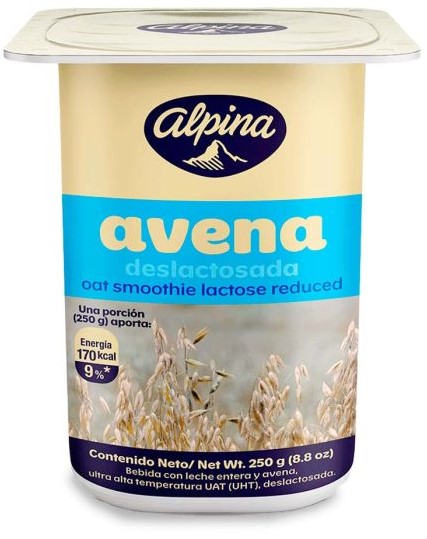 alpina
alpina
avena
deslactosada
oat smoothie lactose reduced
Una porción
(250 g) aporta:
Energía
170 kcal
9 %*
Contenido Neto/ Net Wt. 250 g (8.8 oz)
Bebida con leche entera y avena,
ultra alta temperatura UAT (UHT), deslactosada.